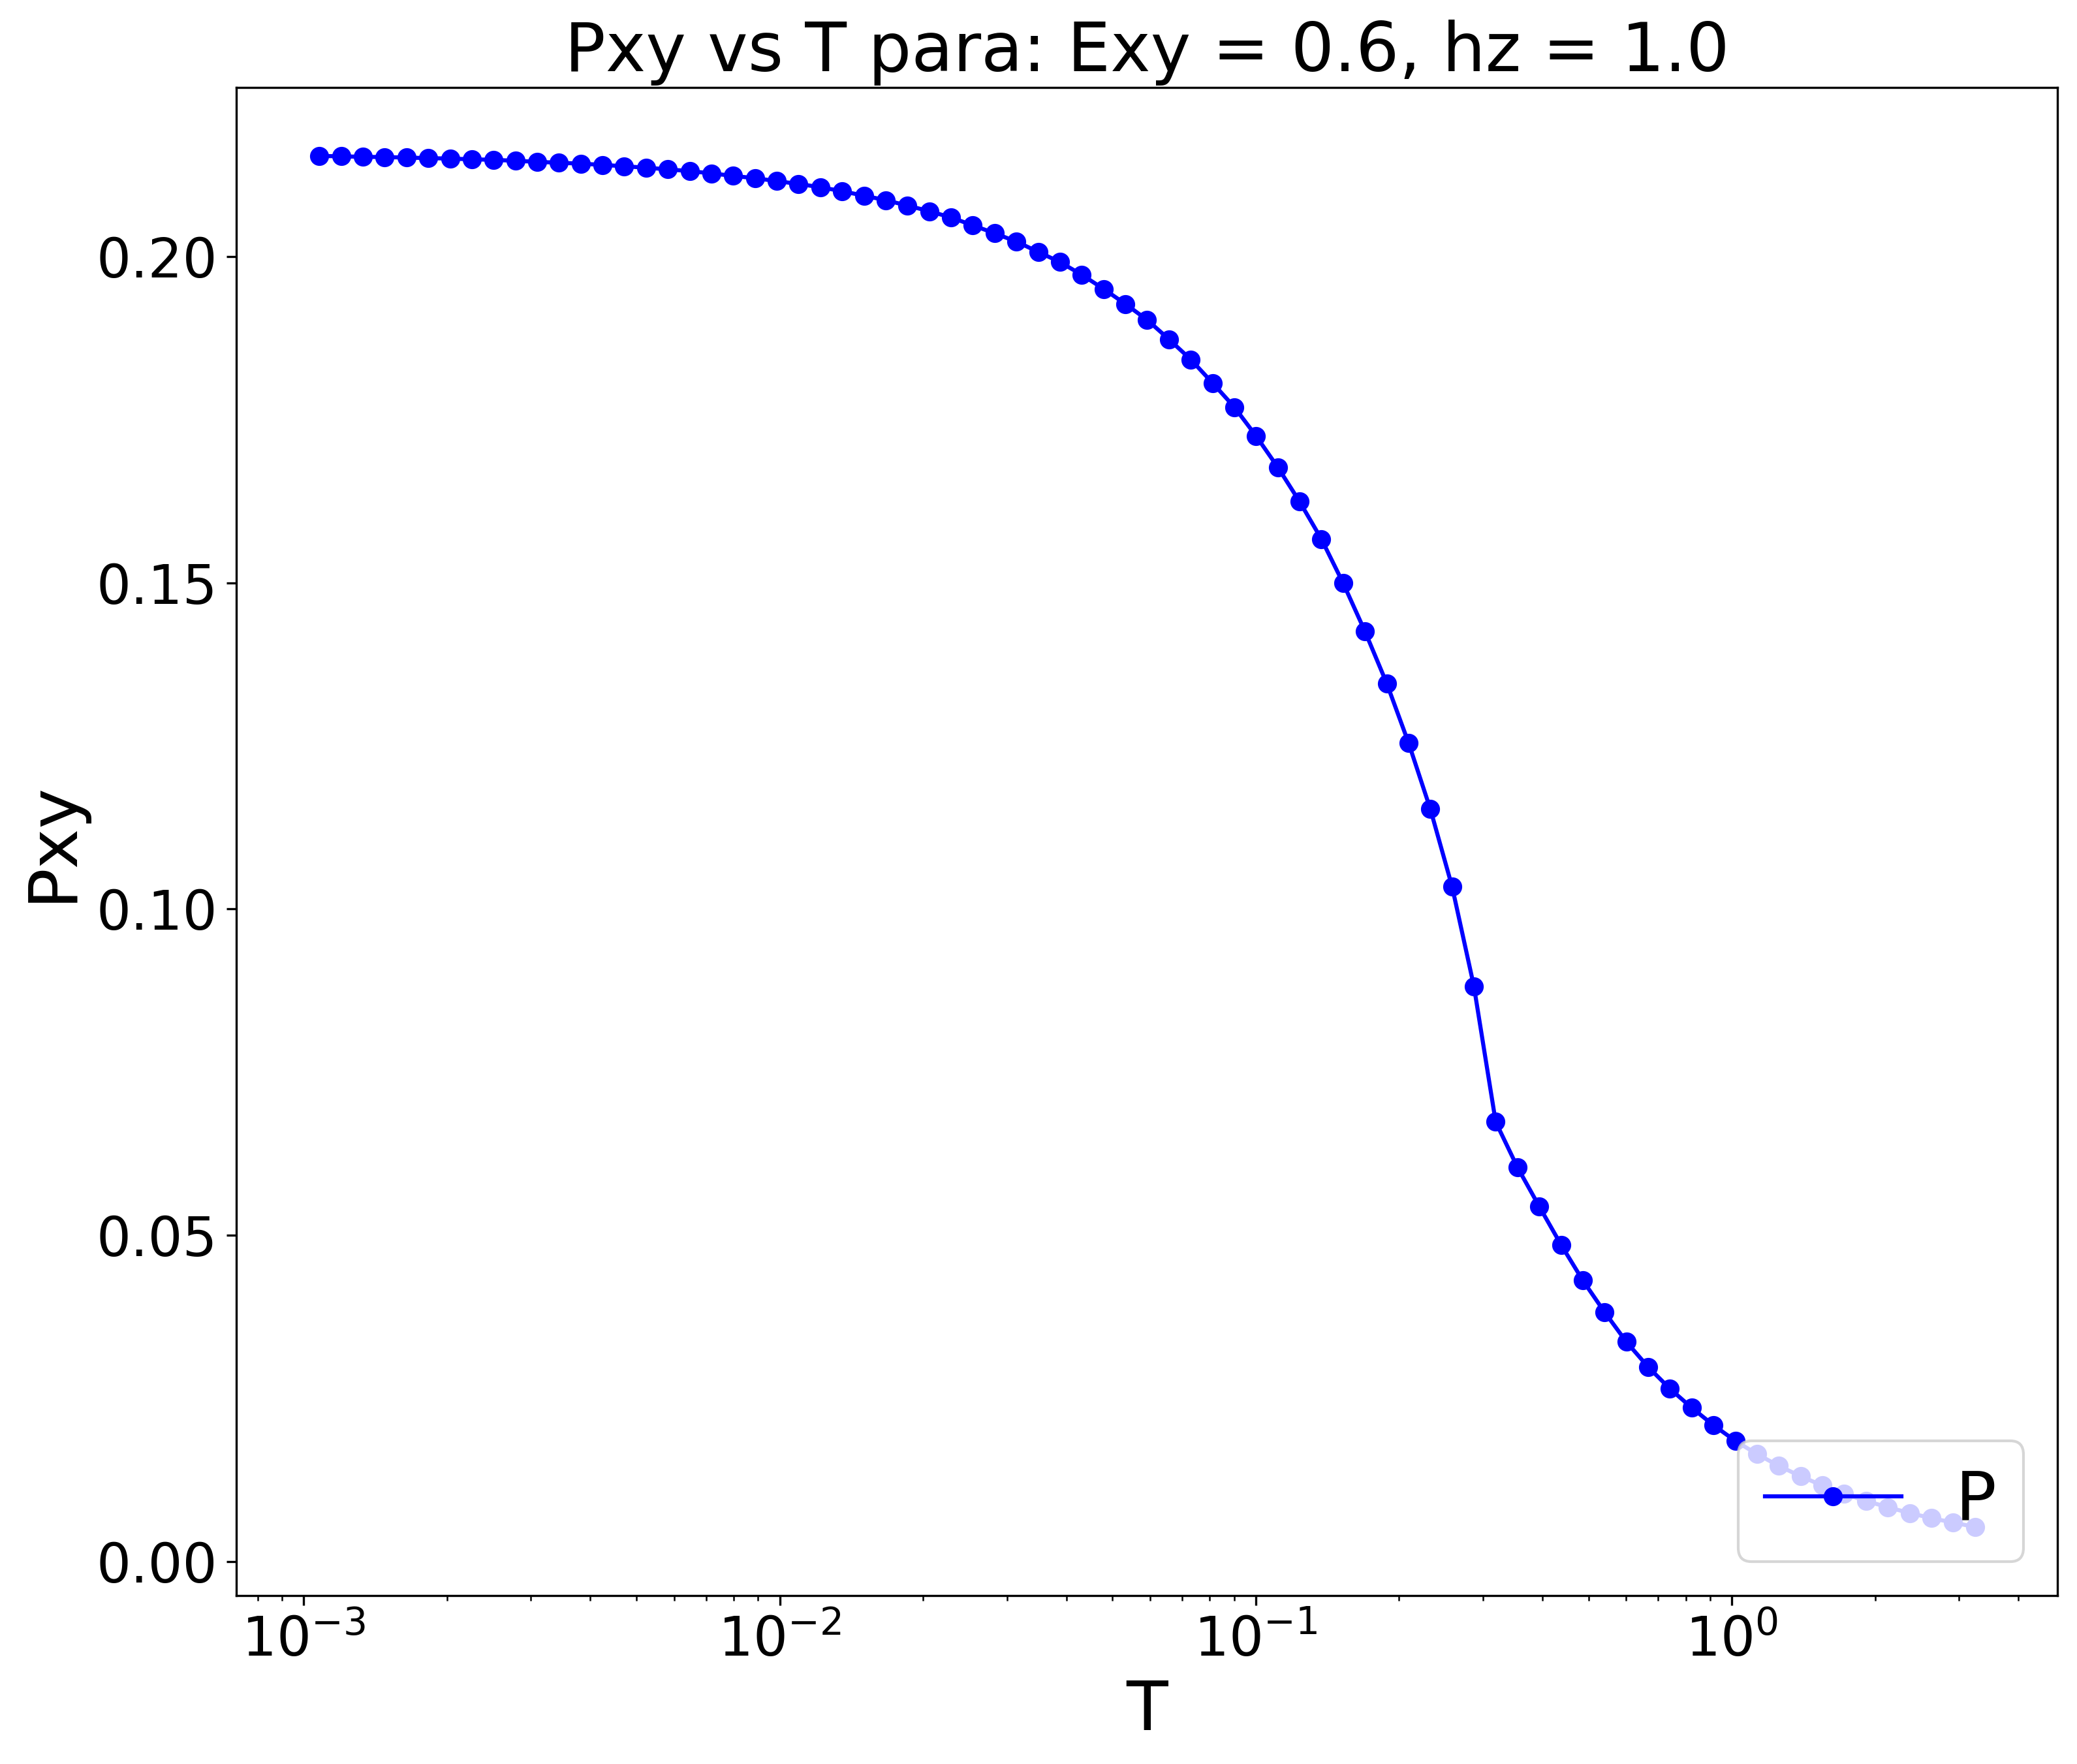 Pxy vs T para: Exy = 0.6, hz = 1.0
Pxy
0.20
0.15
0.10
0.05
0.00
P
10⁻³ 10⁻² 10⁻¹ 10⁰
T